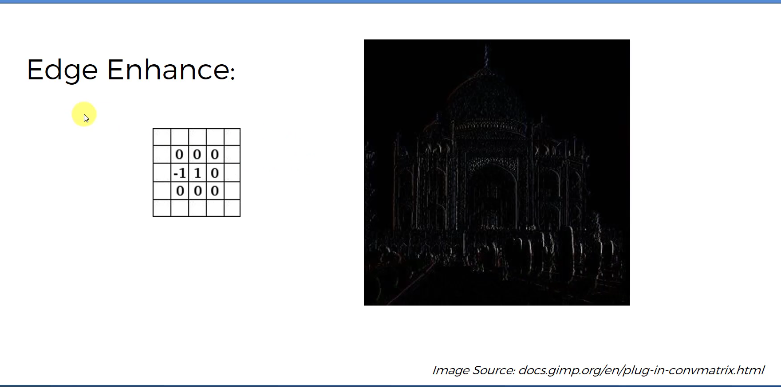 Edge Enhance:
0 0 0
-1 1 0
0 0 0
Image Source: docs.gimp.org/en/plug-in-convmatrix.html